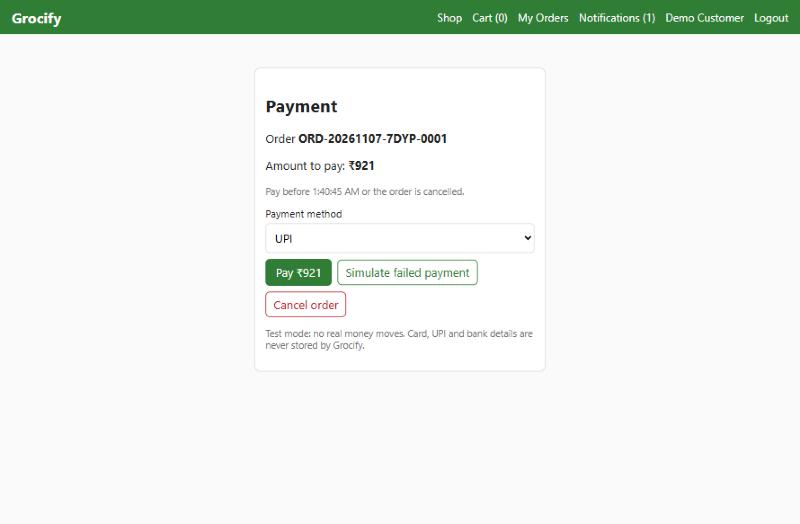 Grocify
Shop Cart (0) My Orders Notifications (1) Demo Customer Logout
Payment
Order ORD-20261107-7DYP-0001
Amount to pay: ₹921
Pay before 1:40:45 AM or the order is cancelled.
Payment method
UPI
Pay ₹921 Simulate failed payment
Cancel order
Test mode: no real money moves. Card, UPI and bank details are
never stored by Grocify.